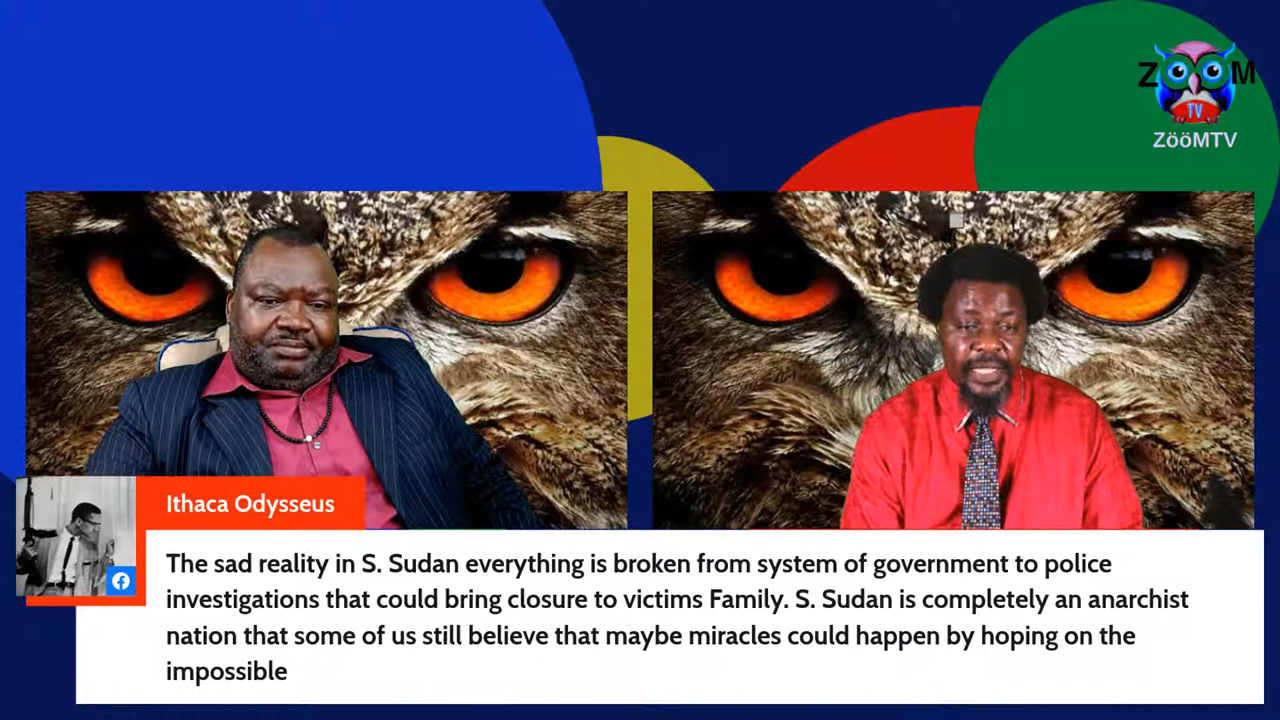 ZOOM
TV
ZööMTV
Ithaca Odysseus
The sad reality in S. Sudan everything is broken from system of government to police
investigations that could bring closure to victims Family. S. Sudan is completely an anarchist
nation that some of us still believe that maybe miracles could happen by hoping on the
impossible